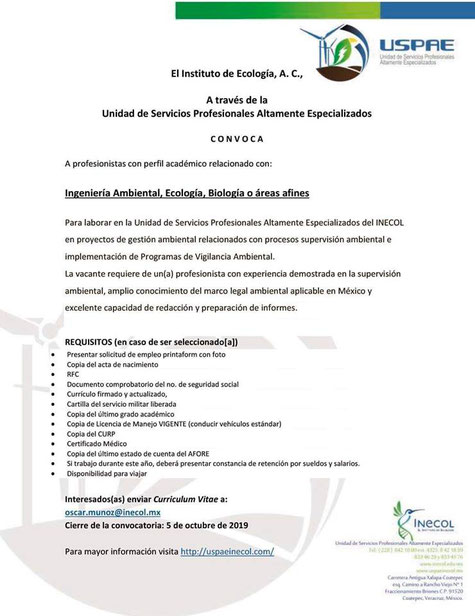 USPAE
Unidad de Servicios Profesionales
Altamente Especializados
El Instituto de Ecología, A. C.,
A través de la
Unidad de Servicios Profesionales Altamente Especializados
C O N V O C A
A profesionistas con perfil académico relacionado con:
Ingeniería Ambiental, Ecología, Biología o áreas afines
Para laborar en la Unidad de Servicios Profesionales Altamente Especializados del INECOL
en proyectos de gestión ambiental relacionados con procesos supervisión ambiental e
implementación de Programas de Vigilancia Ambiental.
La vacante requiere de un(a) profesionista con experiencia demostrada en la supervisión
ambiental, amplio conocimiento del marco legal ambiental aplicable en México y
excelente capacidad de redacción y preparación de informes.
REQUISITOS (en caso de ser seleccionado[a])
• Presentar solicitud de empleo printaform con foto
• Copia del acta de nacimiento
• RFC
• Documento comprobatorio del no. de seguridad social
• Currículo firmado y actualizado,
• Cartilla del servicio militar liberada
• Copia del último grado académico
• Copia de Licencia de Manejo VIGENTE (conducir vehículos estándar)
• Copia del CURP
• Certificado Médico
• Copia del último estado de cuenta del AFORE
• Si trabajo durante este año, deberá presentar constancia de retención por sueldos y salarios.
• Disponibilidad para viajar
Interesados(as) enviar Curriculum Vitae a:
oscar.munoz@inecol.mx
Cierre de la convocatoria: 5 de octubre de 2019
Para mayor información visita http://uspaeinecol.com/
INECOL
Unidad de Servicios Profesionales Altamente Especializados
www.inecol.edu.mx
www.uspaeinecol.mx
Carretera Antigua Xalapa-Coatepec
esq. Camino a Rancho Viejo Nº 1
Fraccionamiento Briones C.P. 91520
Coatepec, Veracruz, México.